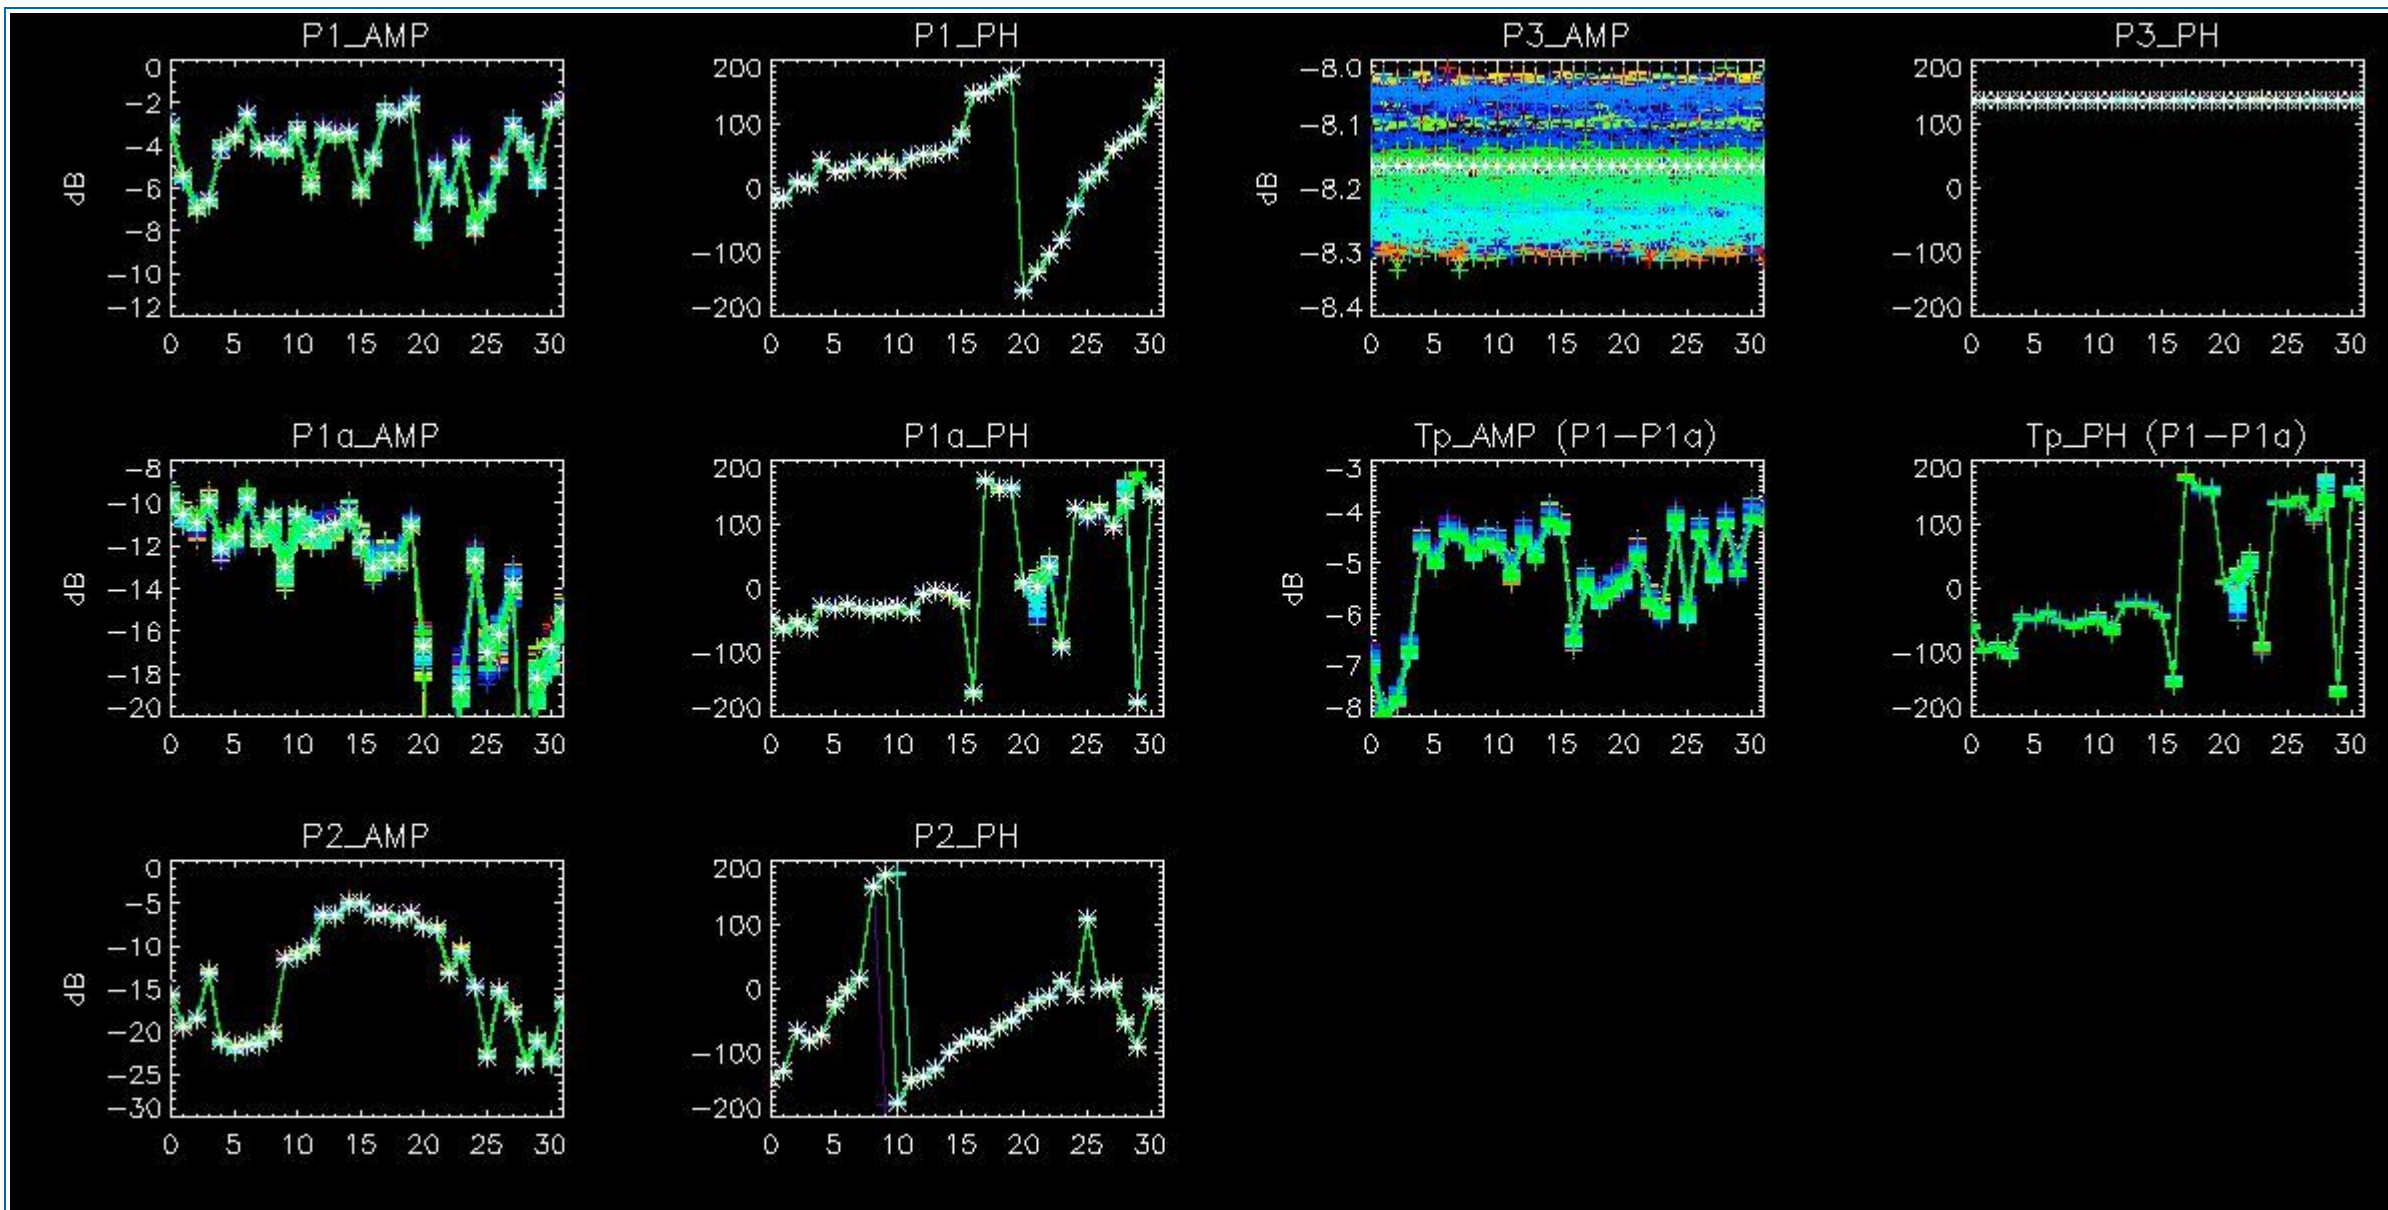 P1_AMP P1_PH P3_AMP P3_PH
0 200 −8.0 200
−2
−4 100 −8.1 100
dB −6 0 dB −8.2 0
−8
−10 −100 −8.3 −100
−12 −200 −8.4 −200
0 5 10 15 20 25 30 0 5 10 15 20 25 30 0 5 10 15 20 25 30 0 5 10 15 20 25 30
P1a_AMP P1a_PH Tp_AMP (P1−P1a) Tp_PH (P1−P1a)
−8 200 −3 200
−10 100 −4 100
−12 −5
dB −14 0 dB 0
−16 −6
−18 −100 −7 −100
−20 −200 −8 −200
0 5 10 15 20 25 30 0 5 10 15 20 25 30 0 5 10 15 20 25 30 0 5 10 15 20 25 30
P2_AMP P2_PH
0 200
−5 100
−10
dB −15 0
−20 −100
−25
−30 −200
0 5 10 15 20 25 30 0 5 10 15 20 25 30